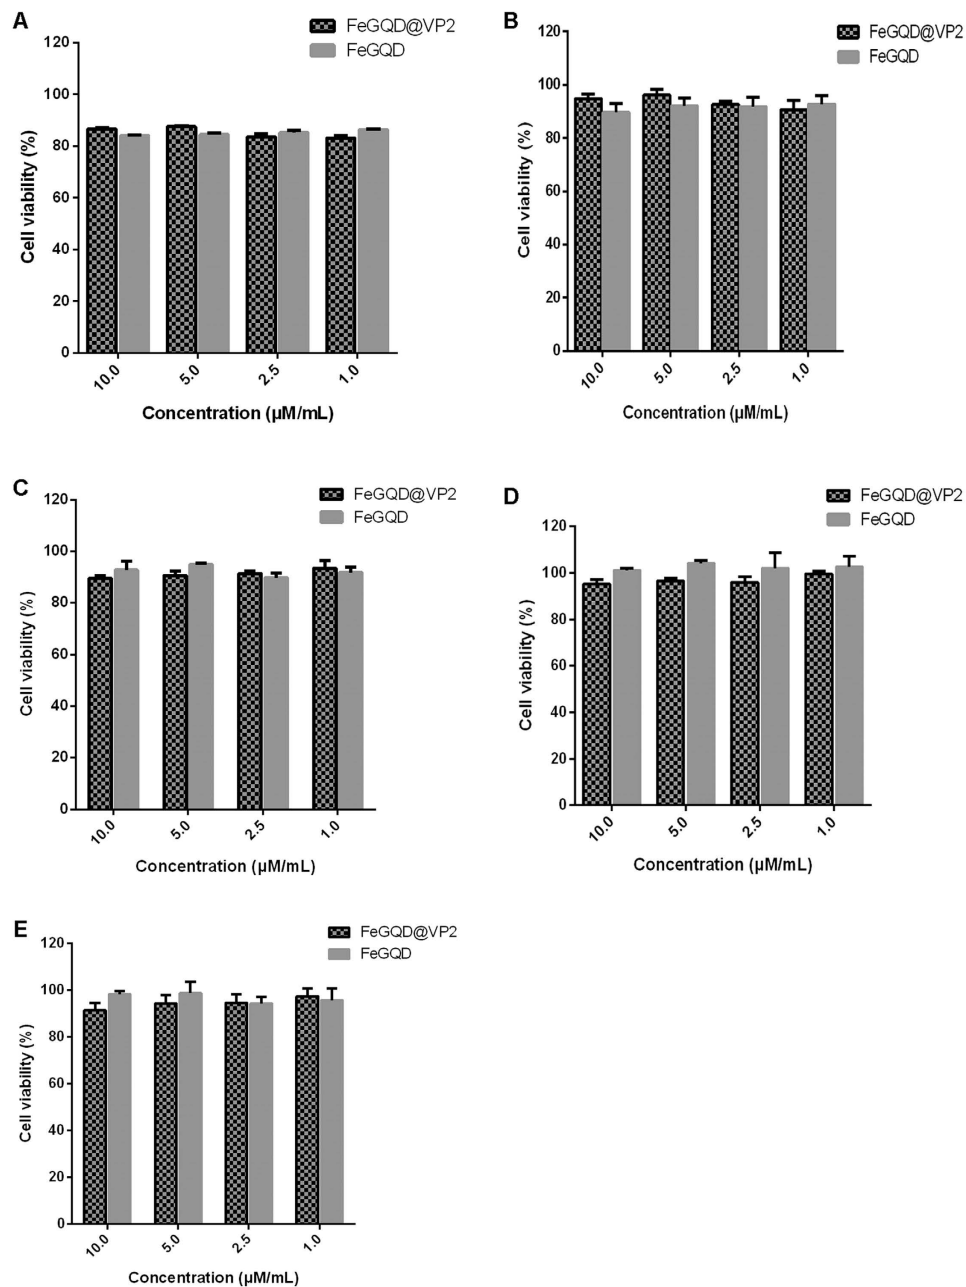 A
FeGQD@VP2
FeGQD
120
100
80
60
40
20
0
Cell viability (%)
10.0
5.0
2.5
1.0
Concentration (µM/mL)
B
FeGQD@VP2
FeGQD
120
100
80
60
40
20
0
Cell viability (%)
10.0
5.0
2.5
1.0
Concentration (µM/mL)
C
FeGQD@VP2
FeGQD
120
100
80
60
40
20
0
Cell viability (%)
10.0
5.0
2.5
1.0
Concentration (µM/mL)
D
FeGQD@VP2
FeGQD
120
100
80
60
40
20
0
Cell viability (%)
10.0
5.0
2.5
1.0
Concentration (µM/mL)
E
FeGQD@VP2
FeGQD
120
100
80
60
40
20
0
Cell viability (%)
10.0
5.0
2.5
1.0
Concentration (µM/mL)